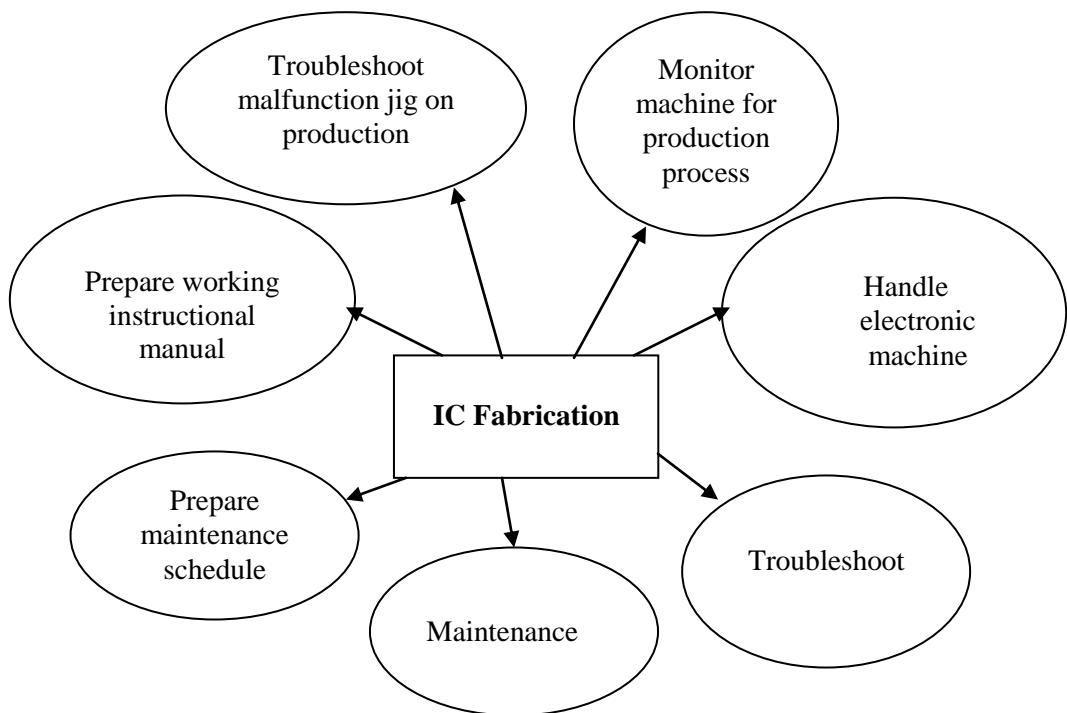 Troubleshoot
malfunction jig on
production
Monitor
machine for
production
process
Prepare working
instructional
manual
Handle
electronic
machine
IC Fabrication
Prepare
maintenance
schedule
Maintenance
Troubleshoot